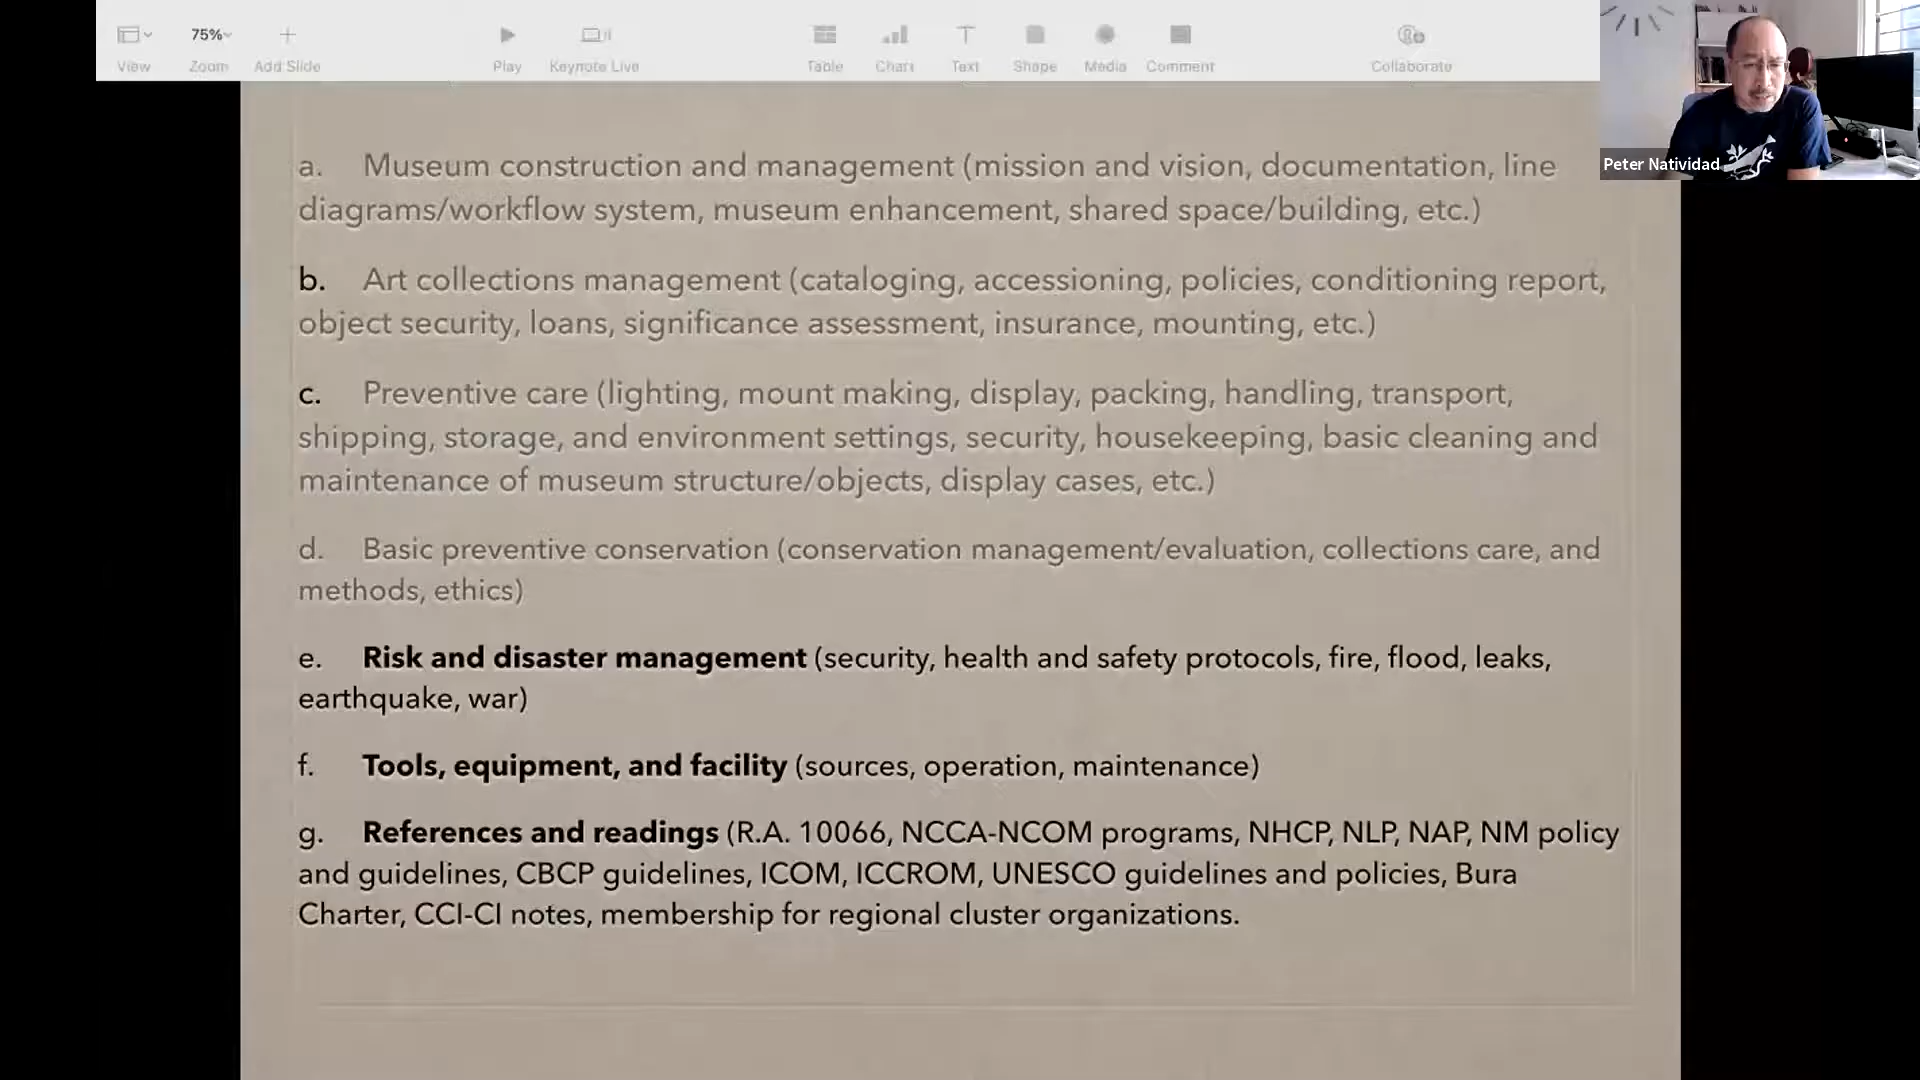 75%
View
Zoom
Add Slide
Play
Keynote Live
Table
Chart
Text
Shape
Media
Comment
Collaborate
Peter Natividad
a. Museum construction and management (mission and vision, documentation, line
diagrams/workflow system, museum enhancement, shared space/building, etc.)
b. Art collections management (cataloging, accessioning, policies, conditioning report,
object security, loans, significance assessment, insurance, mounting, etc.)
c. Preventive care (lighting, mount making, display, packing, handling, transport,
shipping, storage, and environment settings, security, housekeeping, basic cleaning and
maintenance of museum structure/objects, display cases, etc.)
d. Basic preventive conservation (conservation management/evaluation, collections care, and
methods, ethics)
e. Risk and disaster management (security, health and safety protocols, fire, flood, leaks,
earthquake, war)
f. Tools, equipment, and facility (sources, operation, maintenance)
g. References and readings (R.A. 10066, NCCA-NCOM programs, NHCP, NLP, NAP, NM policy
and guidelines, CBCP guidelines, ICOM, ICCROM, UNESCO guidelines and policies, Bura
Charter, CCI-CI notes, membership for regional cluster organizations.